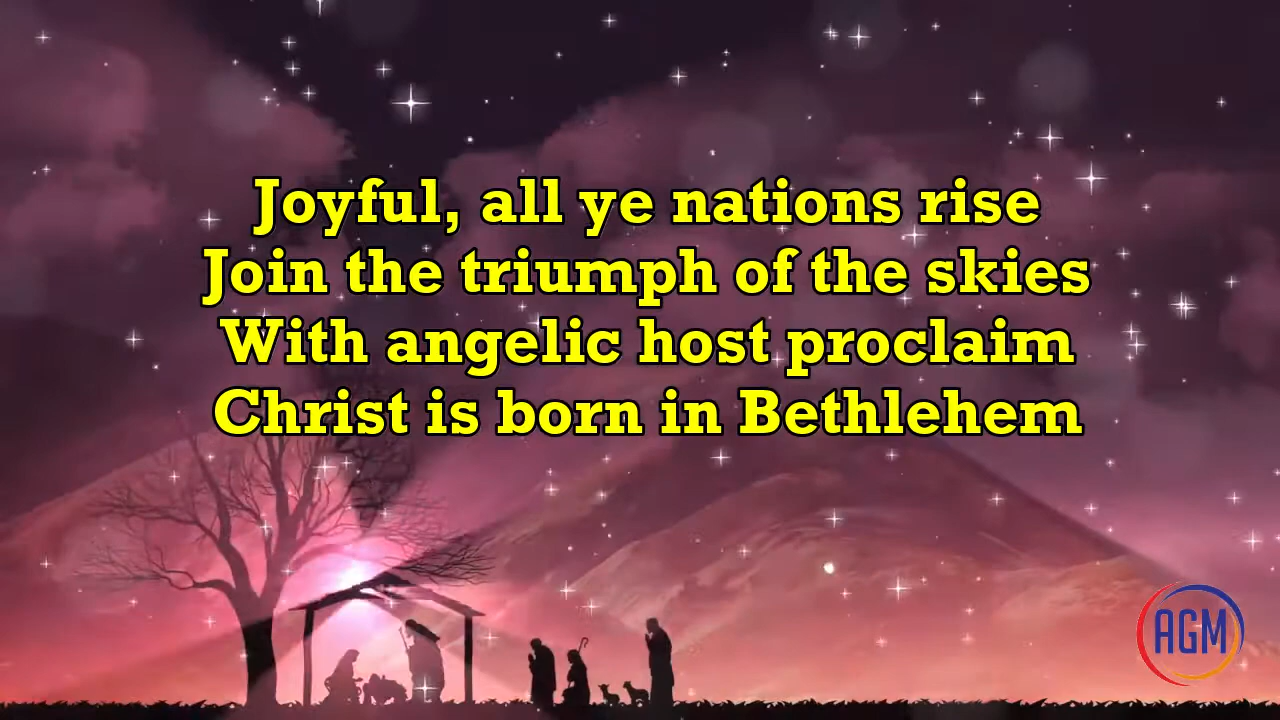 Joyful, all ye nations rise
Join the triumph of the skies
With angelic host proclaim
Christ is born in Bethlehem
AGM